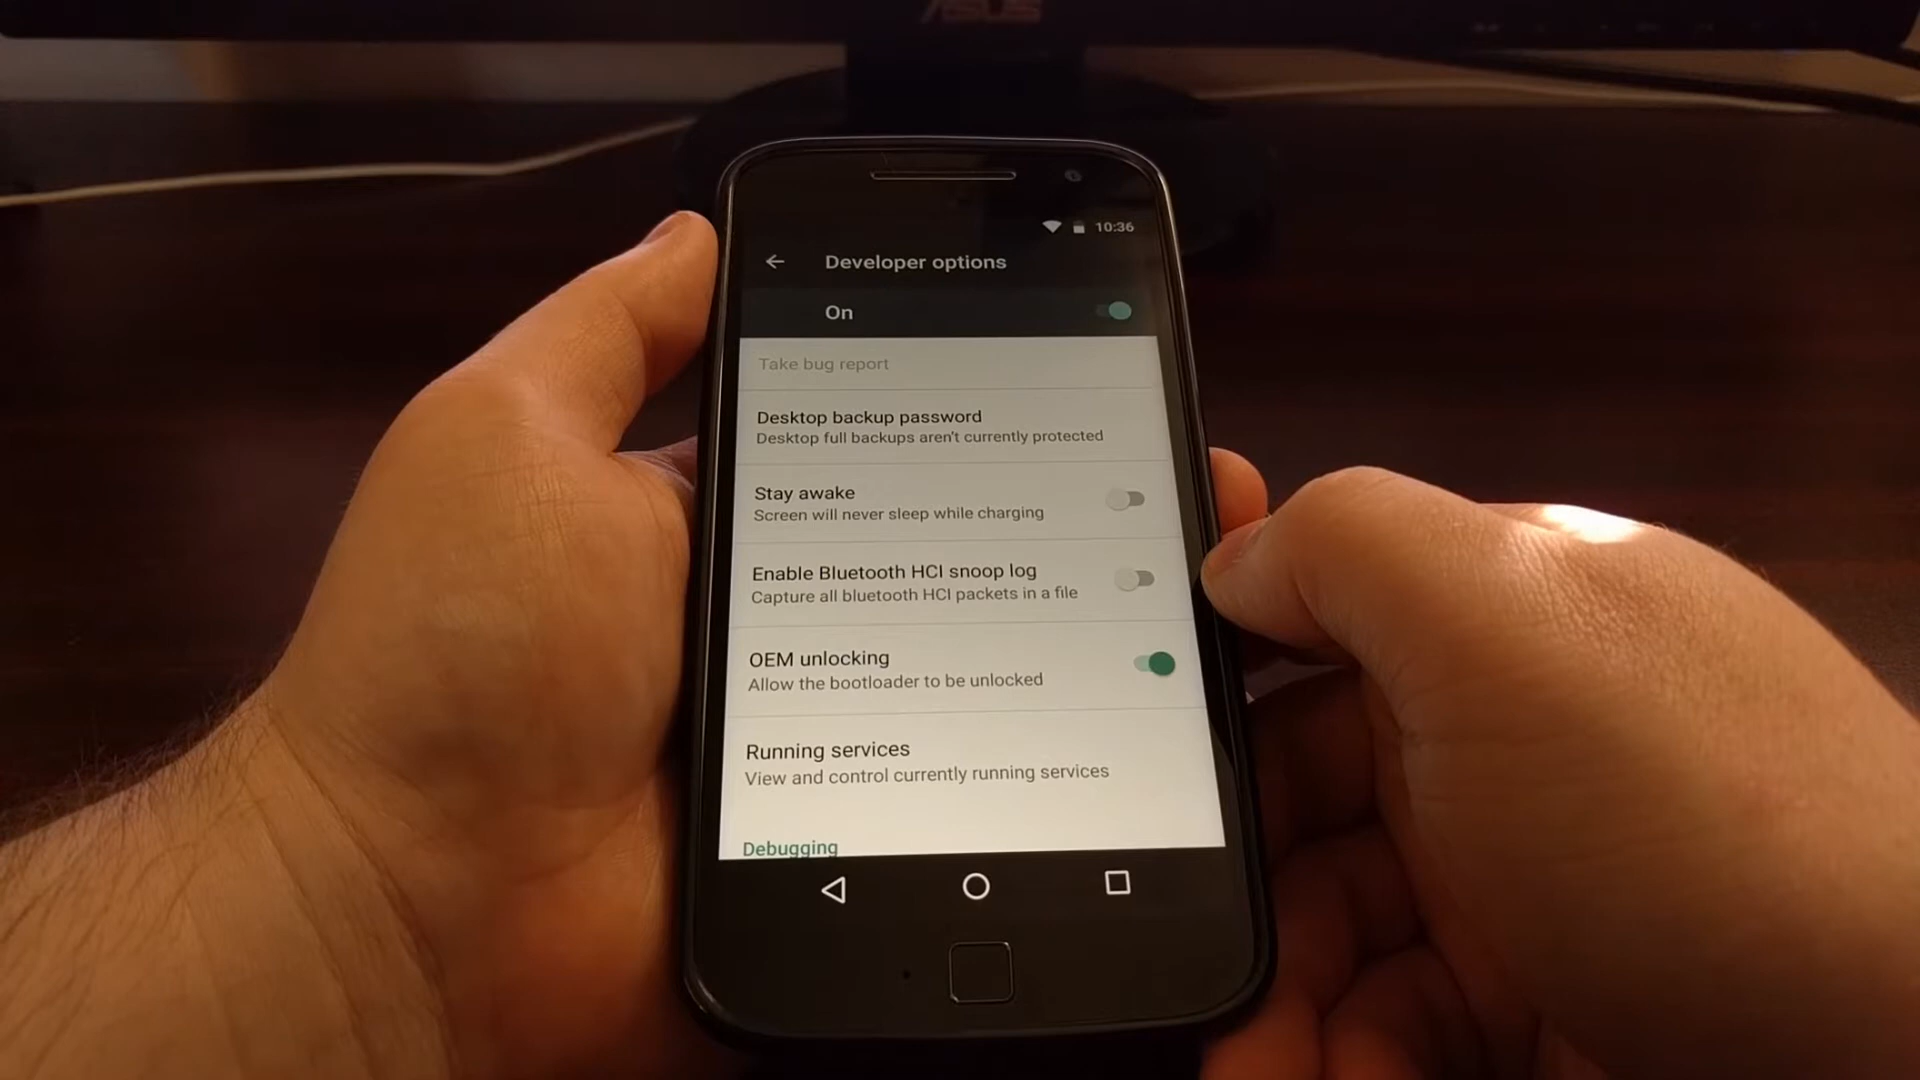 ASUS
10:36
Developer options
On
Take bug report
Desktop backup password
Desktop full backups aren't currently protected
Stay awake
Screen will never sleep while charging
Enable Bluetooth HCI snoop log
Capture all bluetooth HCI packets in a file
OEM unlocking
Allow the bootloader to be unlocked
Running services
View and control currently running services
Debugging